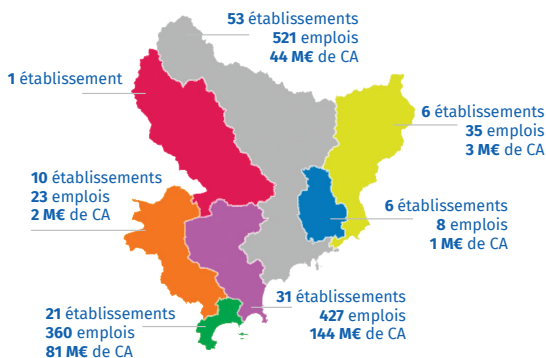 53 établissements
521 emplois
44 M€ de CA
1 établissement
6 établissements
35 emplois
3 M€ de CA
10 établissements
23 emplois
2 M€ de CA
6 établissements
8 emplois
1 M€ de CA
31 établissements
427 emplois
144 M€ de CA
21 établissements
360 emplois
81 M€ de CA